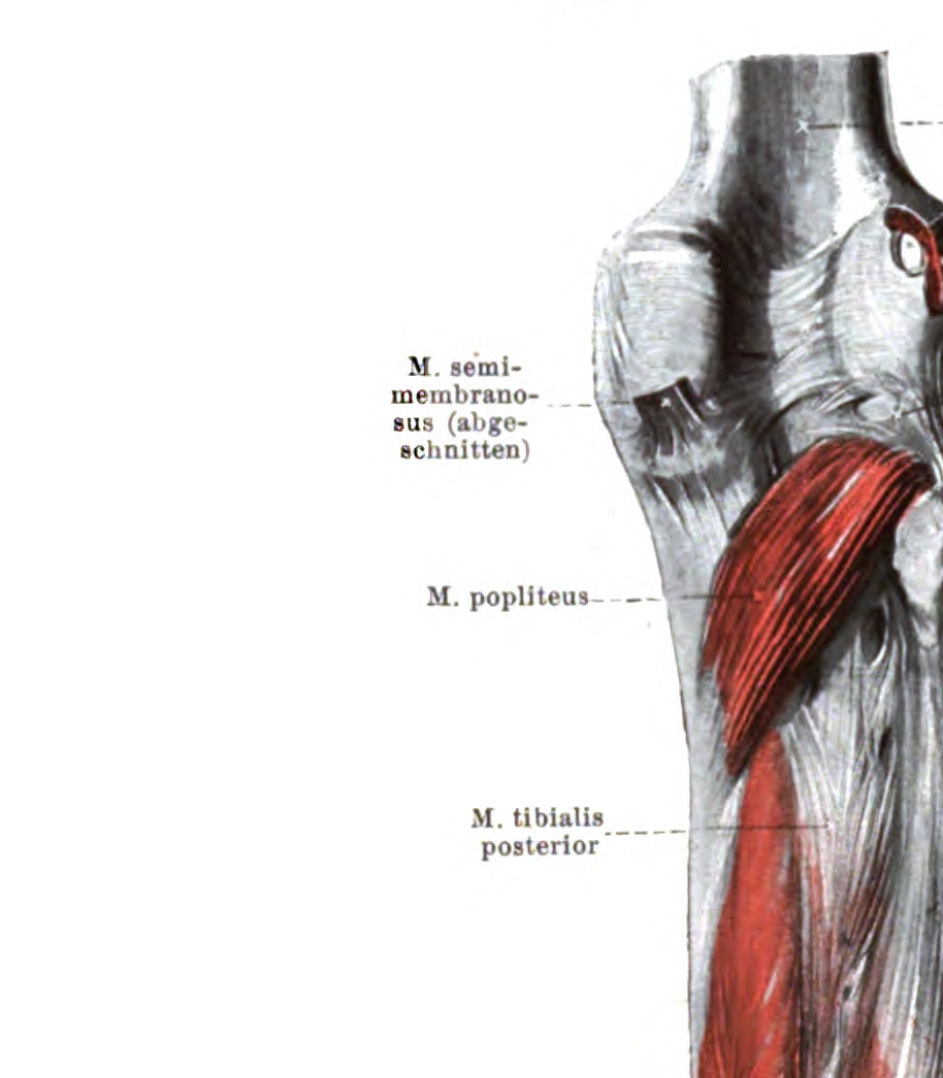 M. semi-
membrano-
sus (abge-
schnitten)
M. popliteus
M. tibialis
posterior